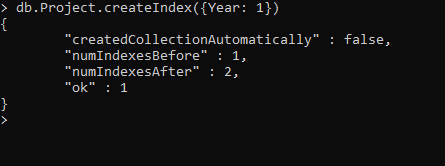 > db.Project.createIndex({Year: 1})
{
        "createdCollectionAutomatically" : false,
        "numIndexesBefore" : 1,
        "numIndexesAfter" : 2,
        "ok" : 1
}
>